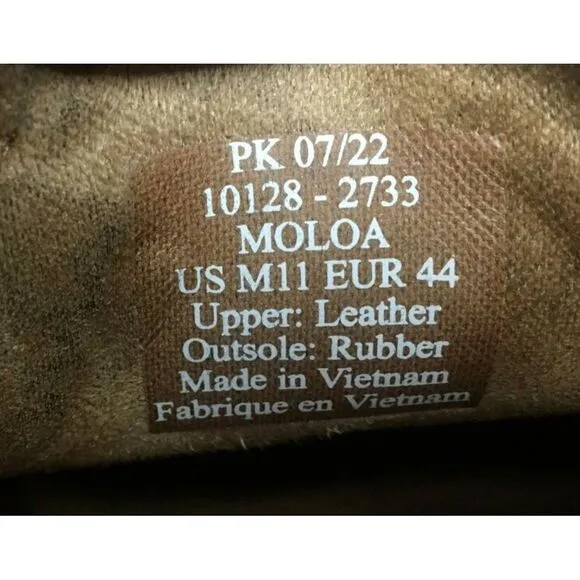 PK 07/22
10128 - 2733
MOLOA
US M11 EUR 44
Upper: Leather
Outsole: Rubber
Made in Vietnam
Fabrique en Vietnam